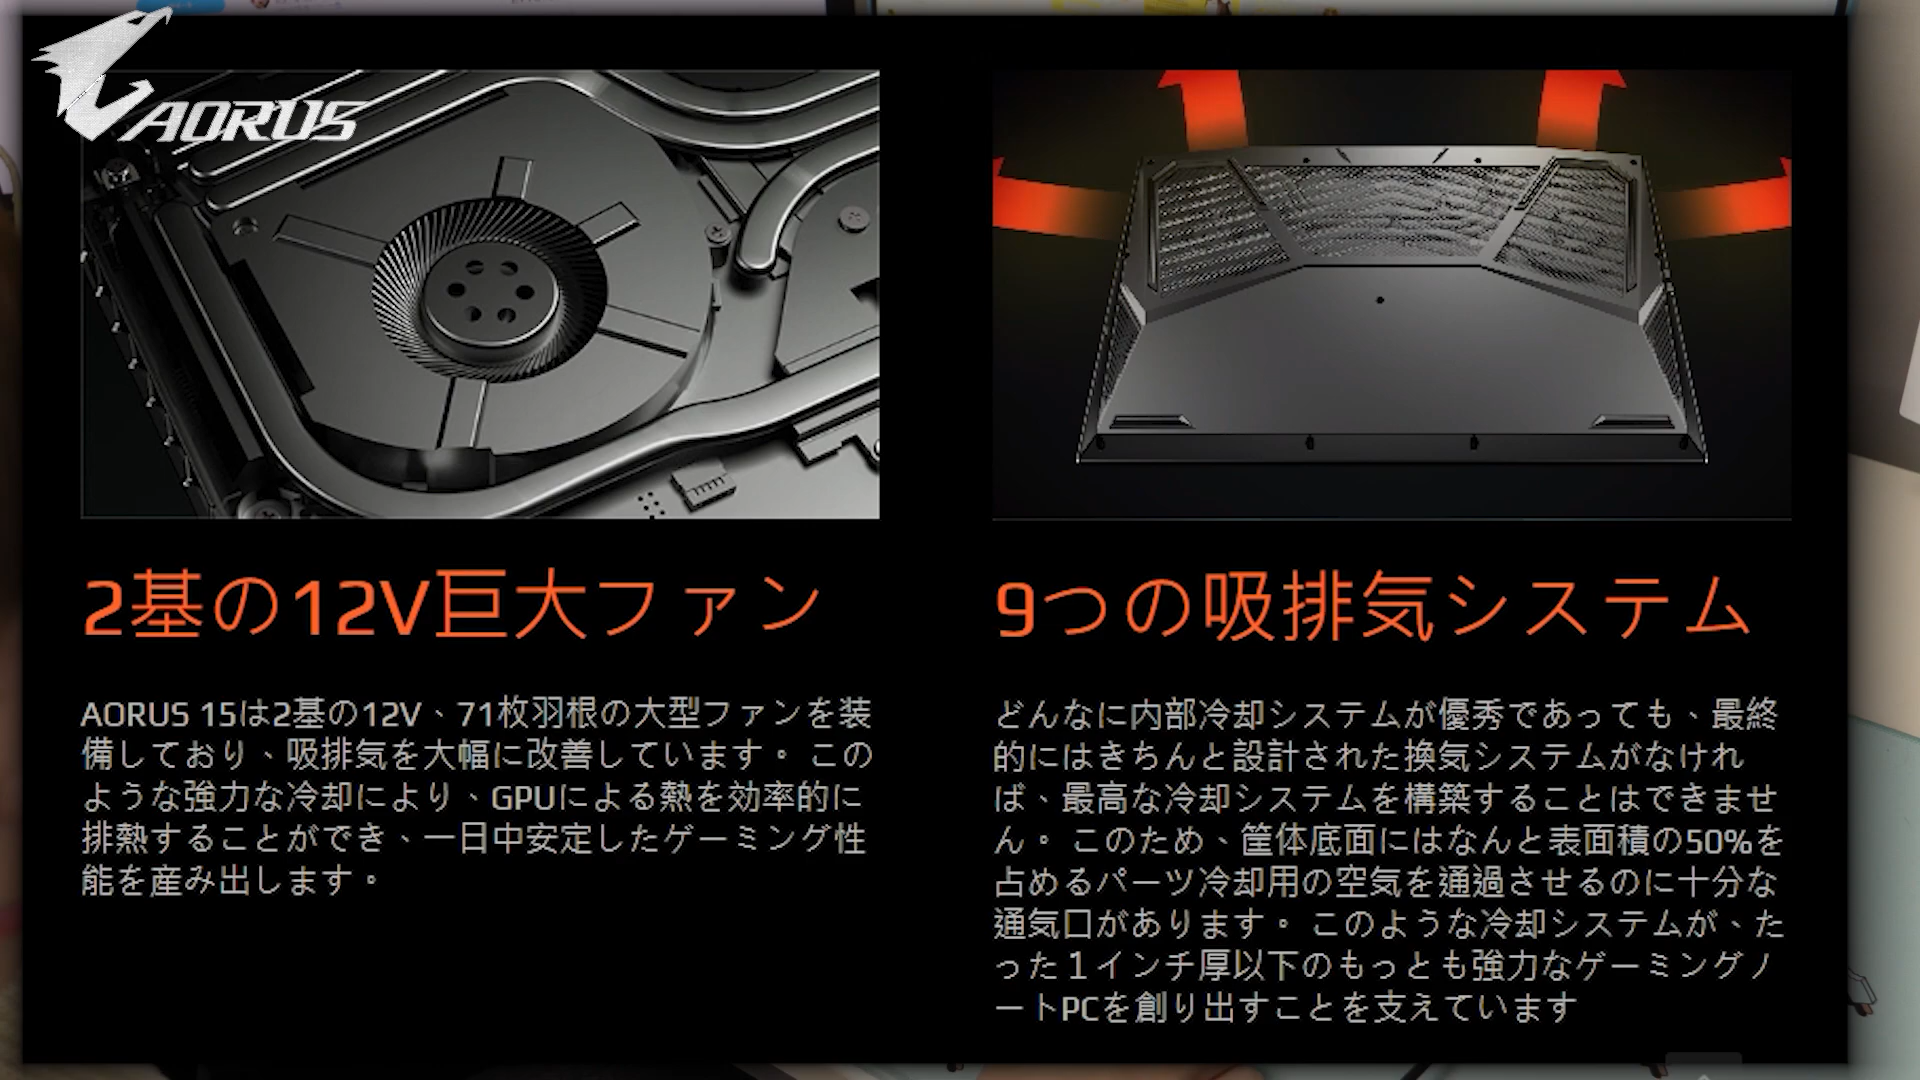 AORUS
2基の12V巨大ファン
AORUS 15は2基の12V、71枚羽根の大型ファンを装
備しており、吸排気を大幅に改善しています。 この
ような強力な冷却により、GPUによる熱を効率的に
排熱することができ、一日中安定したゲーミング性
能を産み出します。
9つの吸排気システム
どんなに内部冷却システムが優秀であっても、最終
的にはきちんと設計された換気システムがなけれ
ば、最高な冷却システムを構築することはできませ
ん。 このため、筐体底面にはなんと表面積の50%を
占めるパーツ冷却用の空気を通過させるのに十分な
通気口があります。 このような冷却システムが、た
った１インチ厚以下のもっとも強力なゲーミングノ
ートPCを創り出すことを支えています